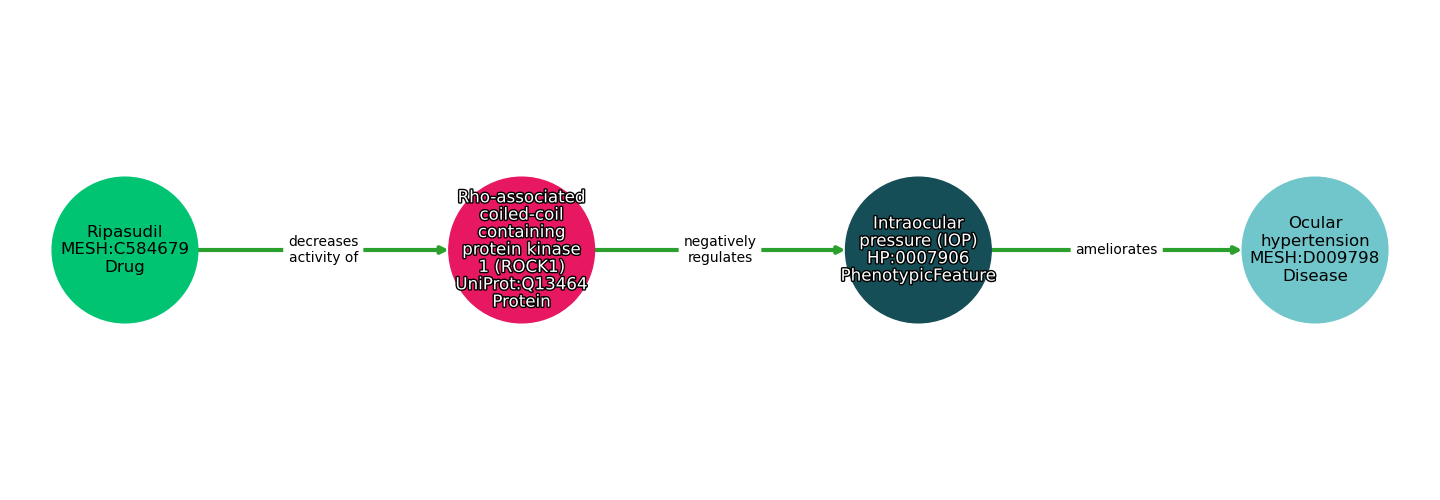 Ripasudil
MESH:C584679
Drug
decreases
activity of
Rho-associated
coiled-coil
containing
protein kinase
1 (ROCK1)
UniProt:Q13464
Protein
negatively
regulates
Intraocular
pressure (IOP)
HP:0007906
PhenotypicFeature
ameliorates
Ocular
hypertension
MESH:D009798
Disease